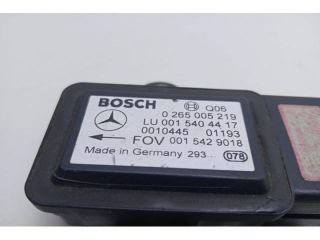 BOSCH Q06
0 265 005 219
LU 001 540 44 17
0010445 01193
FOV 001 542 9018
Made in Germany 293 078